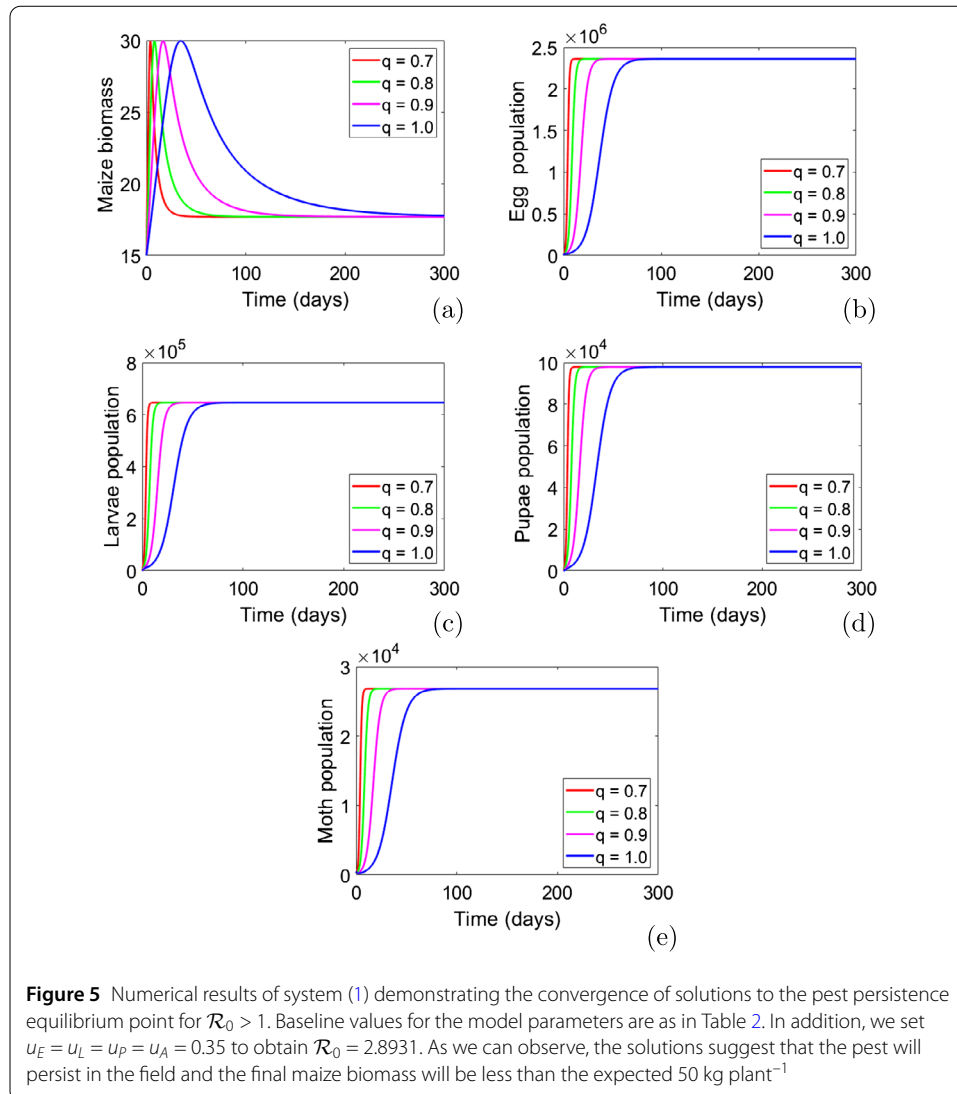 30
25
20
15
Maize biomass
q = 0.7
q = 0.8
q = 0.9
q = 1.0
0 100 200 300
Time (days)
(a)
×10⁶
2.5
2
1.5
1
0.5
0
Egg population
q = 0.7
q = 0.8
q = 0.9
q = 1.0
0 100 200 300
Time (days)
(b)
×10⁵
8
6
4
2
0
Larvae population
q = 0.7
q = 0.8
q = 0.9
q = 1.0
0 100 200 300
Time (days)
(c)
×10⁴
10
8
6
4
2
0
Pupae population
q = 0.7
q = 0.8
q = 0.9
q = 1.0
0 100 200 300
Time (days)
(d)
×10⁴
3
2
1
0
Moth population
q = 0.7
q = 0.8
q = 0.9
q = 1.0
0 100 200 300
Time (days)
(e)
Figure 5 Numerical results of system (1) demonstrating the convergence of solutions to the pest persistence
equilibrium point for 𝓡₀ > 1. Baseline values for the model parameters are as in Table 2. In addition, we set
u_E = u_L = u_P = u_A = 0.35 to obtain 𝓡₀ = 2.8931. As we can observe, the solutions suggest that the pest will
persist in the field and the final maize biomass will be less than the expected 50 kg plant⁻¹